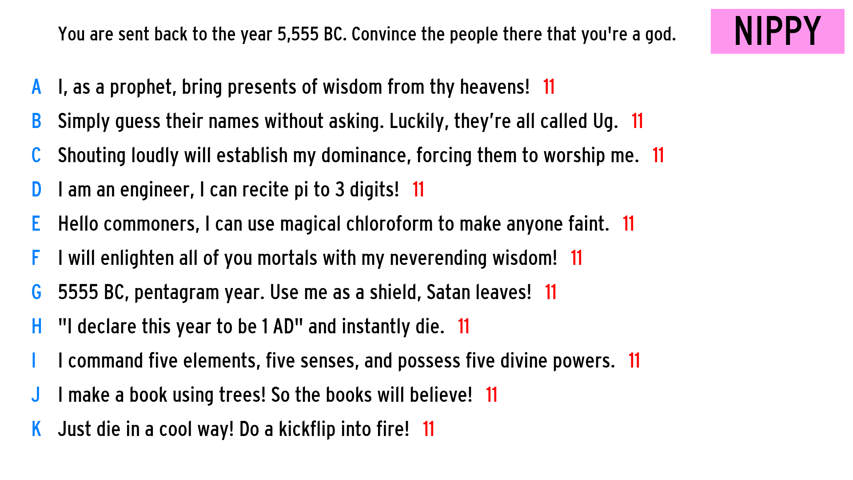 You are sent back to the year 5,555 BC. Convince the people there that you're a god.
NIPPY
A I, as a prophet, bring presents of wisdom from thy heavens! 11
B Simply guess their names without asking. Luckily, they’re all called Ug. 11
C Shouting loudly will establish my dominance, forcing them to worship me. 11
D I am an engineer, I can recite pi to 3 digits! 11
E Hello commoners, I can use magical chloroform to make anyone faint. 11
F I will enlighten all of you mortals with my neverending wisdom! 11
G 5555 BC, pentagram year. Use me as a shield, Satan leaves! 11
H "I declare this year to be 1 AD" and instantly die. 11
I I command five elements, five senses, and possess five divine powers. 11
J I make a book using trees! So the books will believe! 11
K Just die in a cool way! Do a kickflip into fire! 11